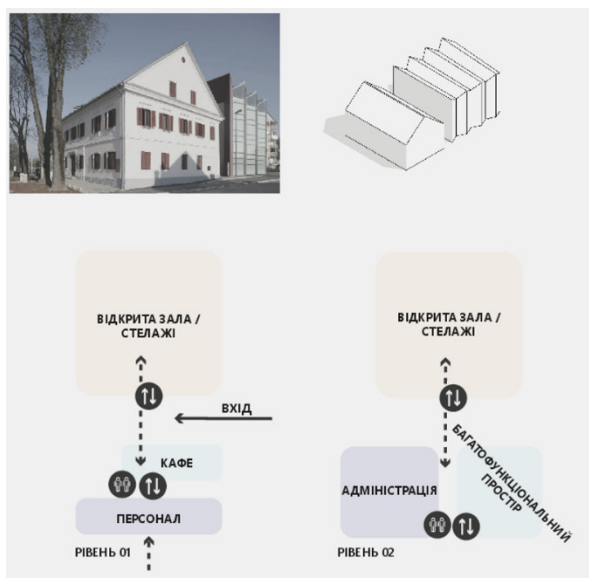 ВІДКРИТА ЗАЛА /
СТЕЛАЖІ
ВХІД
КАФЕ
ПЕРСОНАЛ
РІВЕНЬ 01
ВІДКРИТА ЗАЛА /
СТЕЛАЖІ
БАГАТОФУНКЦІОНАЛЬНИЙ
ПРОСТІР
АДМІНІСТРАЦІЯ
РІВЕНЬ 02